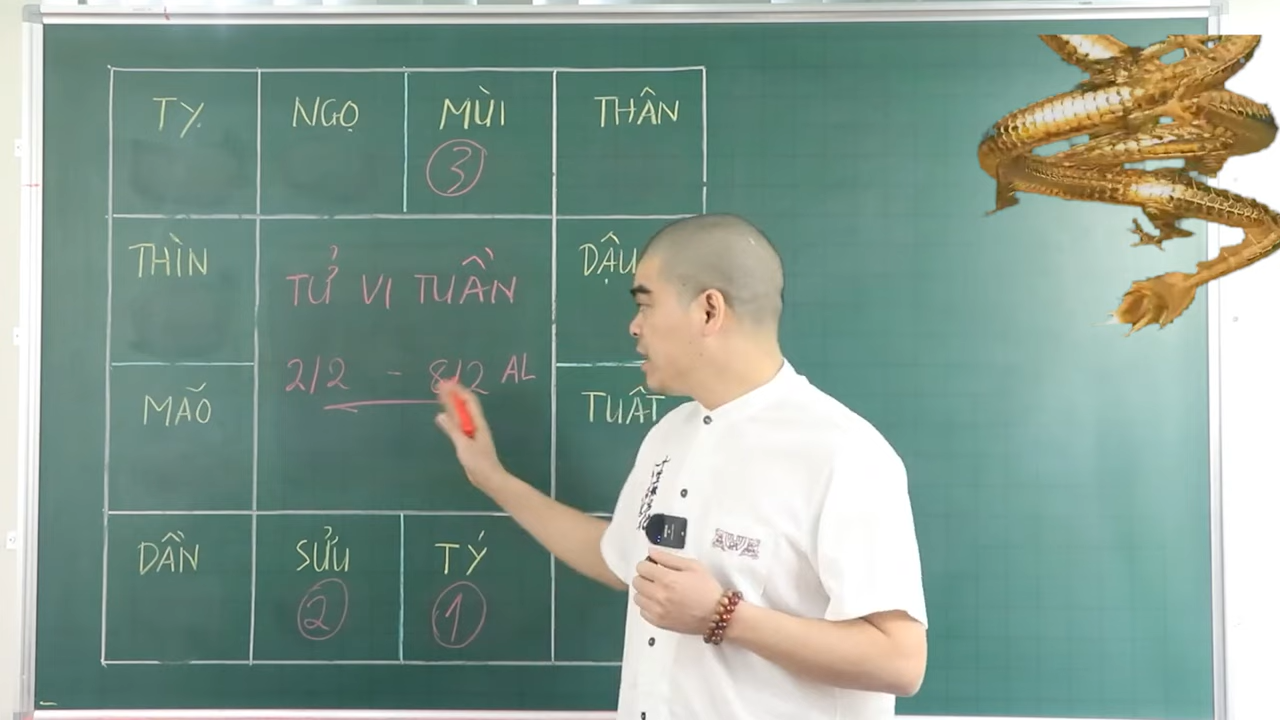 TỴ NGỌ MÙI THÂN
3
THÌN DẬU
TỬ VI TUẦN
2/2 - 8/2 AL
MÃO TUẤT
DẦN SỬU TÝ
2 1
AWE